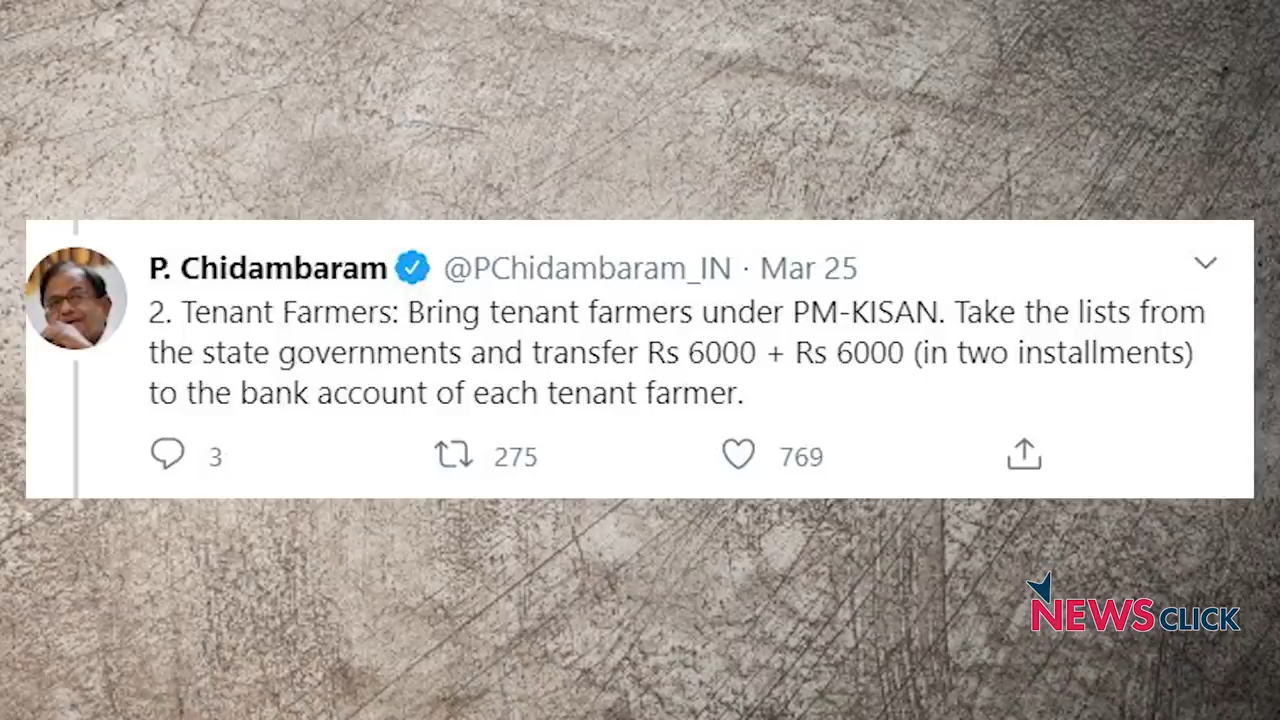 P. Chidambaram @PChidambaram_IN · Mar 25
2. Tenant Farmers: Bring tenant farmers under PM-KISAN. Take the lists from
the state governments and transfer Rs 6000 + Rs 6000 (in two installments)
to the bank account of each tenant farmer.
3 275 769
NEWSCLICK